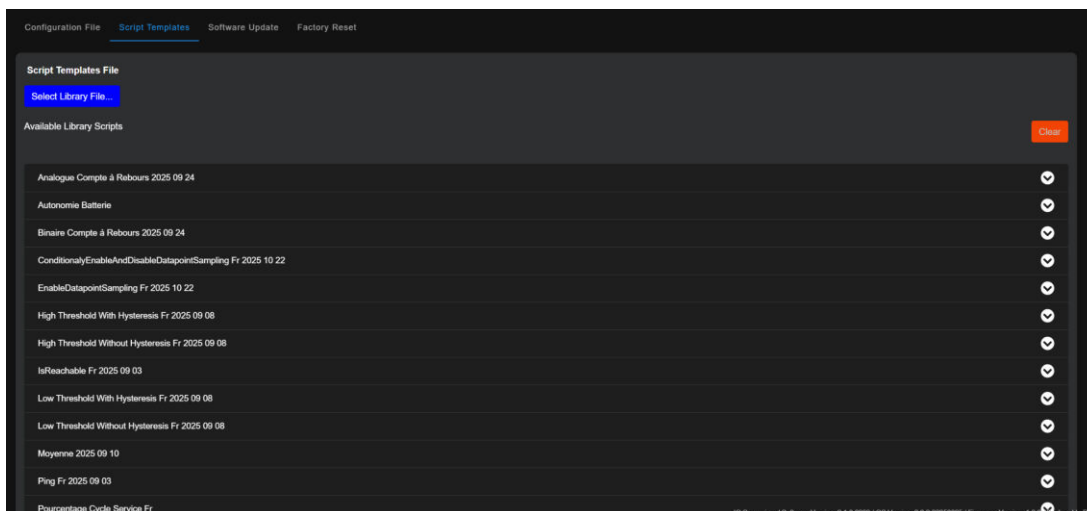 Configuration File Script Templates Software Update Factory Reset
Script Templates File
Select Library File...
Available Library Scripts
Clear
Analogue Compte à Rebours 2025 09 24
Autonomie Batterie
Binaire Compte à Rebours 2025 09 24
ConditionalyEnableAndDisableDatapointSampling Fr 2025 10 22
EnableDatapointSampling Fr 2025 10 22
High Threshold With Hysteresis Fr 2025 09 08
High Threshold Without Hysteresis Fr 2025 09 08
IsReachable Fr 2025 09 03
Low Threshold With Hysteresis Fr 2025 09 08
Low Threshold Without Hysteresis Fr 2025 09 08
Moyenne 2025 09 10
Ping Fr 2025 09 03
Pourcentage Cycle Service Fr